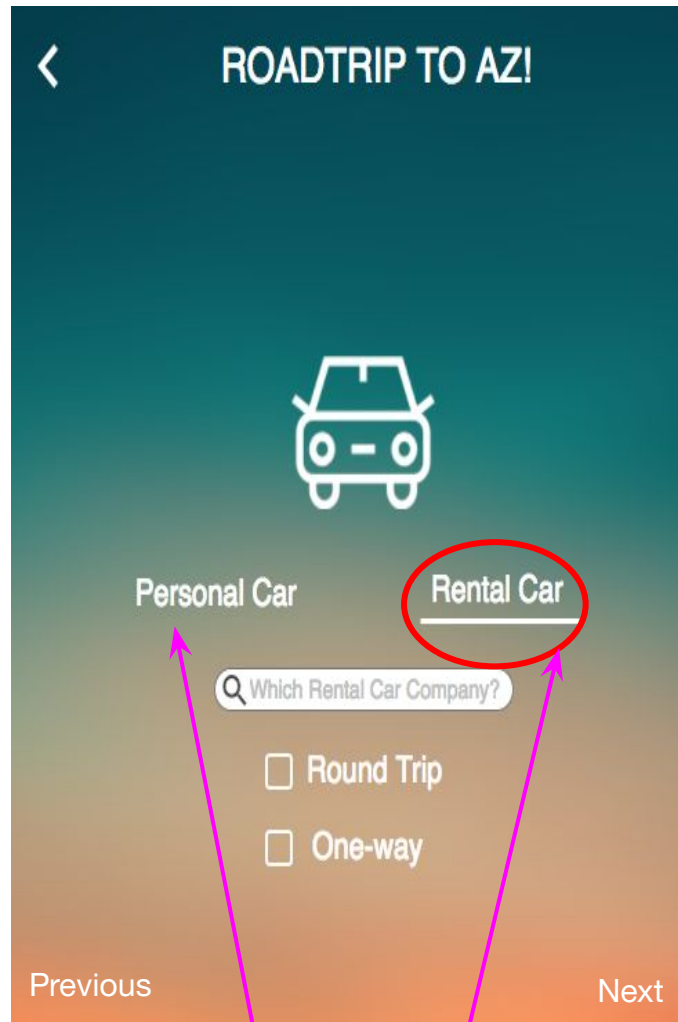 ROADTRIP TO AZ!
Personal Car
Rental Car
Which Rental Car Company?
Round Trip
One-way
Previous
Next